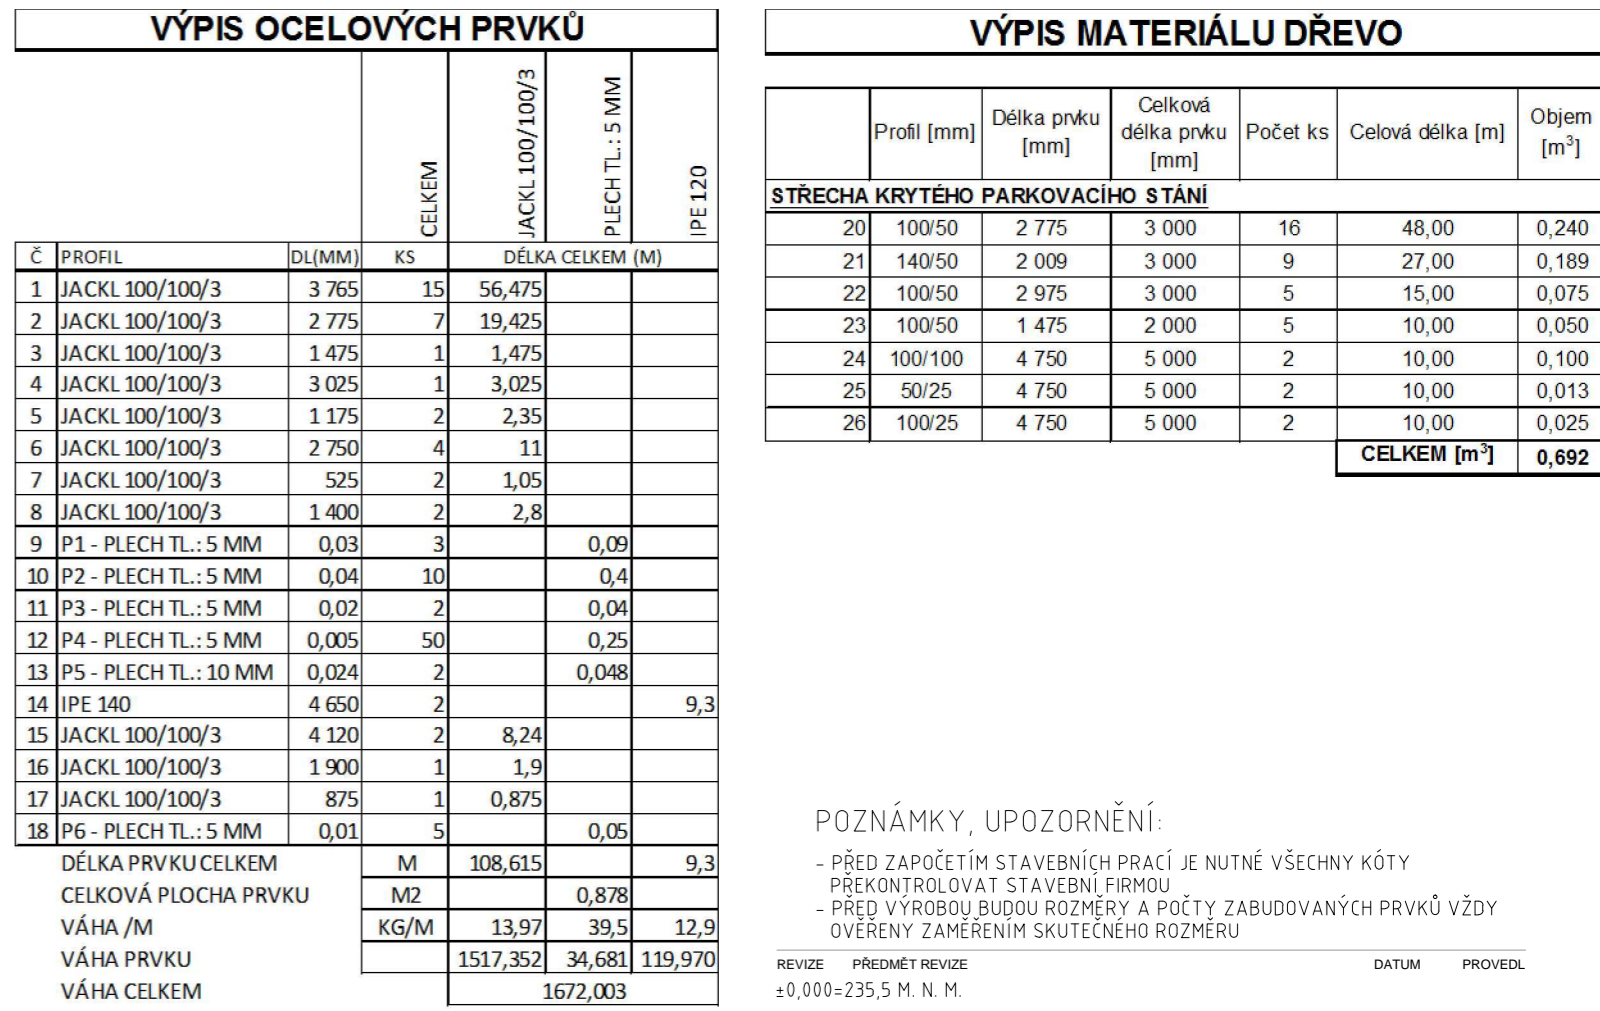 VÝPIS OCELOVÝCH PRVKŮ
CELKEM
JACKL 100/100/3
PLECH TL.: 5 MM
IPE 120
Č PROFIL DL(MM) KS DÉLKA CELKEM (M)
1 JACKL 100/100/3 3 765 15 56,475
2 JACKL 100/100/3 2 775 7 19,425
3 JACKL 100/100/3 1 475 1 1,475
4 JACKL 100/100/3 3 025 1 3,025
5 JACKL 100/100/3 1 175 2 2,35
6 JACKL 100/100/3 2 750 4 11
7 JACKL 100/100/3 525 2 1,05
8 JACKL 100/100/3 1 400 2 2,8
9 P1 - PLECH TL.: 5 MM 0,03 3 0,09
10 P2 - PLECH TL.: 5 MM 0,04 10 0,4
11 P3 - PLECH TL.: 5 MM 0,02 2 0,04
12 P4 - PLECH TL.: 5 MM 0,005 50 0,25
13 P5 - PLECH TL.: 10 MM 0,024 2 0,048
14 IPE 140 4 650 2 9,3
15 JACKL 100/100/3 4 120 2 8,24
16 JACKL 100/100/3 1 900 1 1,9
17 JACKL 100/100/3 875 1 0,875
18 P6 - PLECH TL.: 5 MM 0,01 5 0,05
DÉLKA PRVKU CELKEM M 108,615 9,3
CELKOVÁ PLOCHA PRVKU M2 0,878
VÁHA /M KG/M 13,97 39,5 12,9
VÁHA PRVKU 1517,352 34,681 119,970
VÁHA CELKEM 1672,003
VÝPIS MATERIÁLU DŘEVO
Profil [mm] Délka prvku [mm] Celková délka prvku [mm] Počet ks Celová délka [m] Objem [m³]
STŘECHA KRYTÉHO PARKOVACÍHO STÁNÍ
20 100/50 2 775 3 000 16 48,00 0,240
21 140/50 2 009 3 000 9 27,00 0,189
22 100/50 2 975 3 000 5 15,00 0,075
23 100/50 1 475 2 000 5 10,00 0,050
24 100/100 4 750 5 000 2 10,00 0,100
25 50/25 4 750 5 000 2 10,00 0,013
26 100/25 4 750 5 000 2 10,00 0,025
CELKEM [m³] 0,692
POZNÁMKY, UPOZORNĚNÍ:
- PŘED ZAPOČETÍM STAVEBNÍCH PRACÍ JE NUTNÉ VŠECHNY KÓTY
PŘEKONTROLOVAT STAVEBNÍ FIRMOU
- PŘED VÝROBOU BUDOU ROZMĚRY A POČTY ZABUDOVANÝCH PRVKŮ VŽDY
OVĚŘENY ZAMĚŘENÍM SKUTEČNÉHO ROZMĚRU
REVIZE PŘEDMĚT REVIZE DATUM PROVEDL
±0,000=235,5 M. N. M.